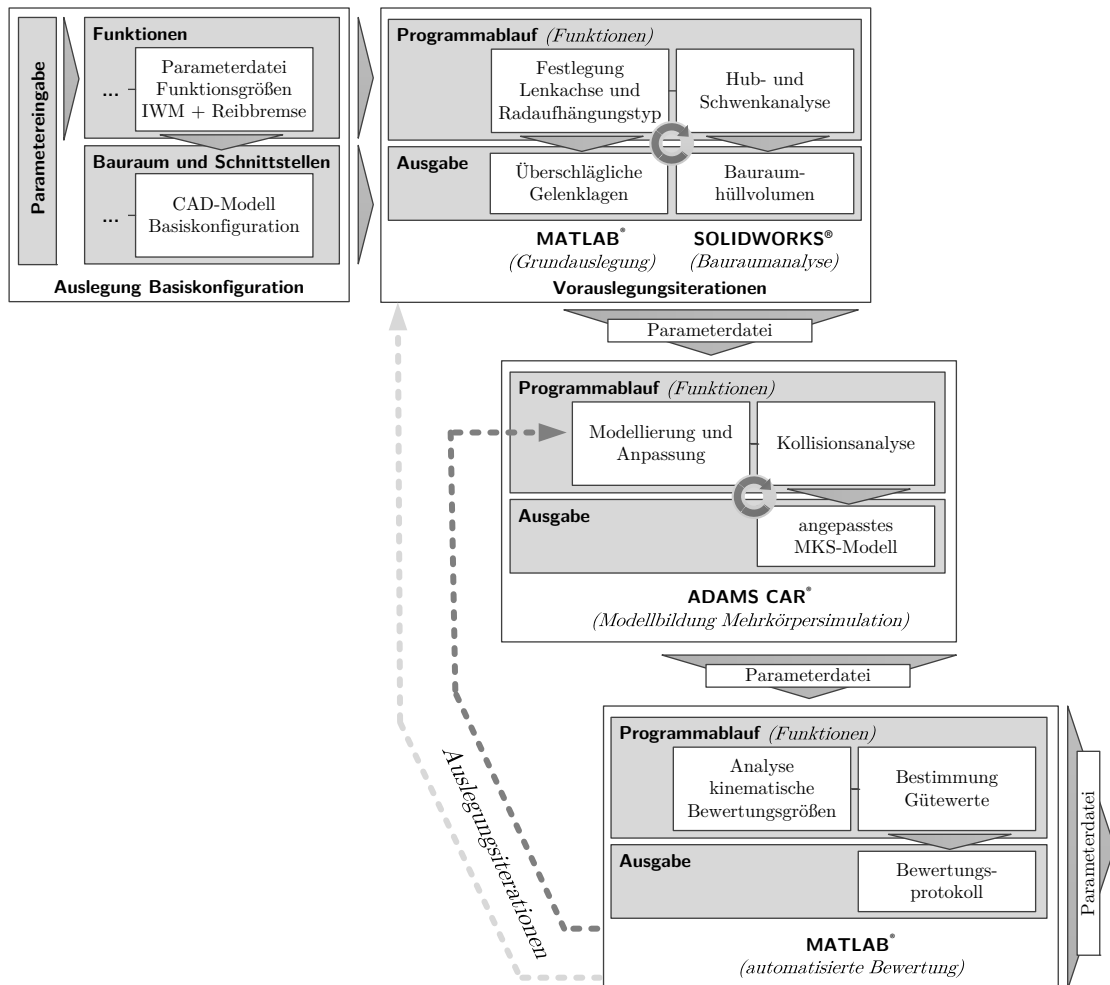 Parametereingabe
Funktionen
...
Parameterdatei
Funktionsgrößen
IWM + Reibbremse
Bauraum und Schnittstellen
...
CAD-Modell
Basiskonfiguration
Auslegung Basiskonfiguration
Programmablauf (Funktionen)
Festlegung
Lenkachse und
Radaufhängungstyp
Hub- und
Schwenkanalyse
Ausgabe
Überschlägliche
Gelenklagen
Bauraum-
hüllvolumen
MATLAB®
(Grundauslegung)
SOLIDWORKS®
(Bauraumanalyse)
Vorauslegungsiterationen
Parameterdatei
Programmablauf (Funktionen)
Modellierung und
Anpassung
Kollisionsanalyse
Ausgabe
angepasstes
MKS-Modell
ADAMS CAR®
(Modellbildung Mehrkörpersimulation)
Parameterdatei
Auslegungsiterationen
Programmablauf (Funktionen)
Analyse
kinematische
Bewertungsgrößen
Bestimmung
Gütewerte
Ausgabe
Bewertungs-
protokoll
MATLAB®
(automatisierte Bewertung)
Parameterdatei